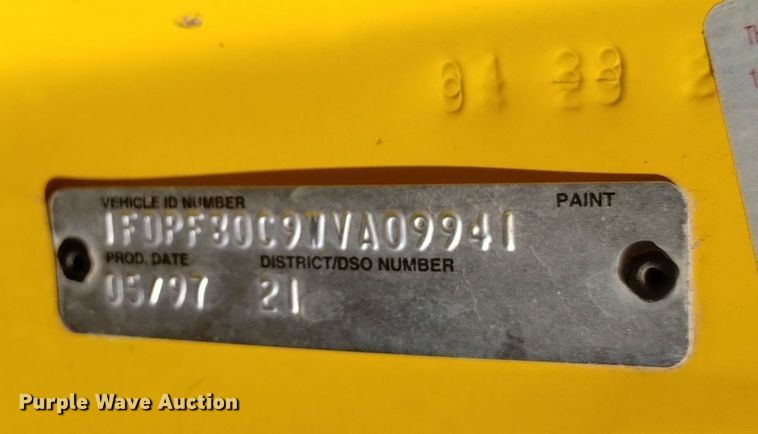 VEHICLE ID NUMBER PAINT
1FDPF80C9WVA09941
PROD. DATE DISTRICT/DSO NUMBER
05/97 21
Purple Wave Auction